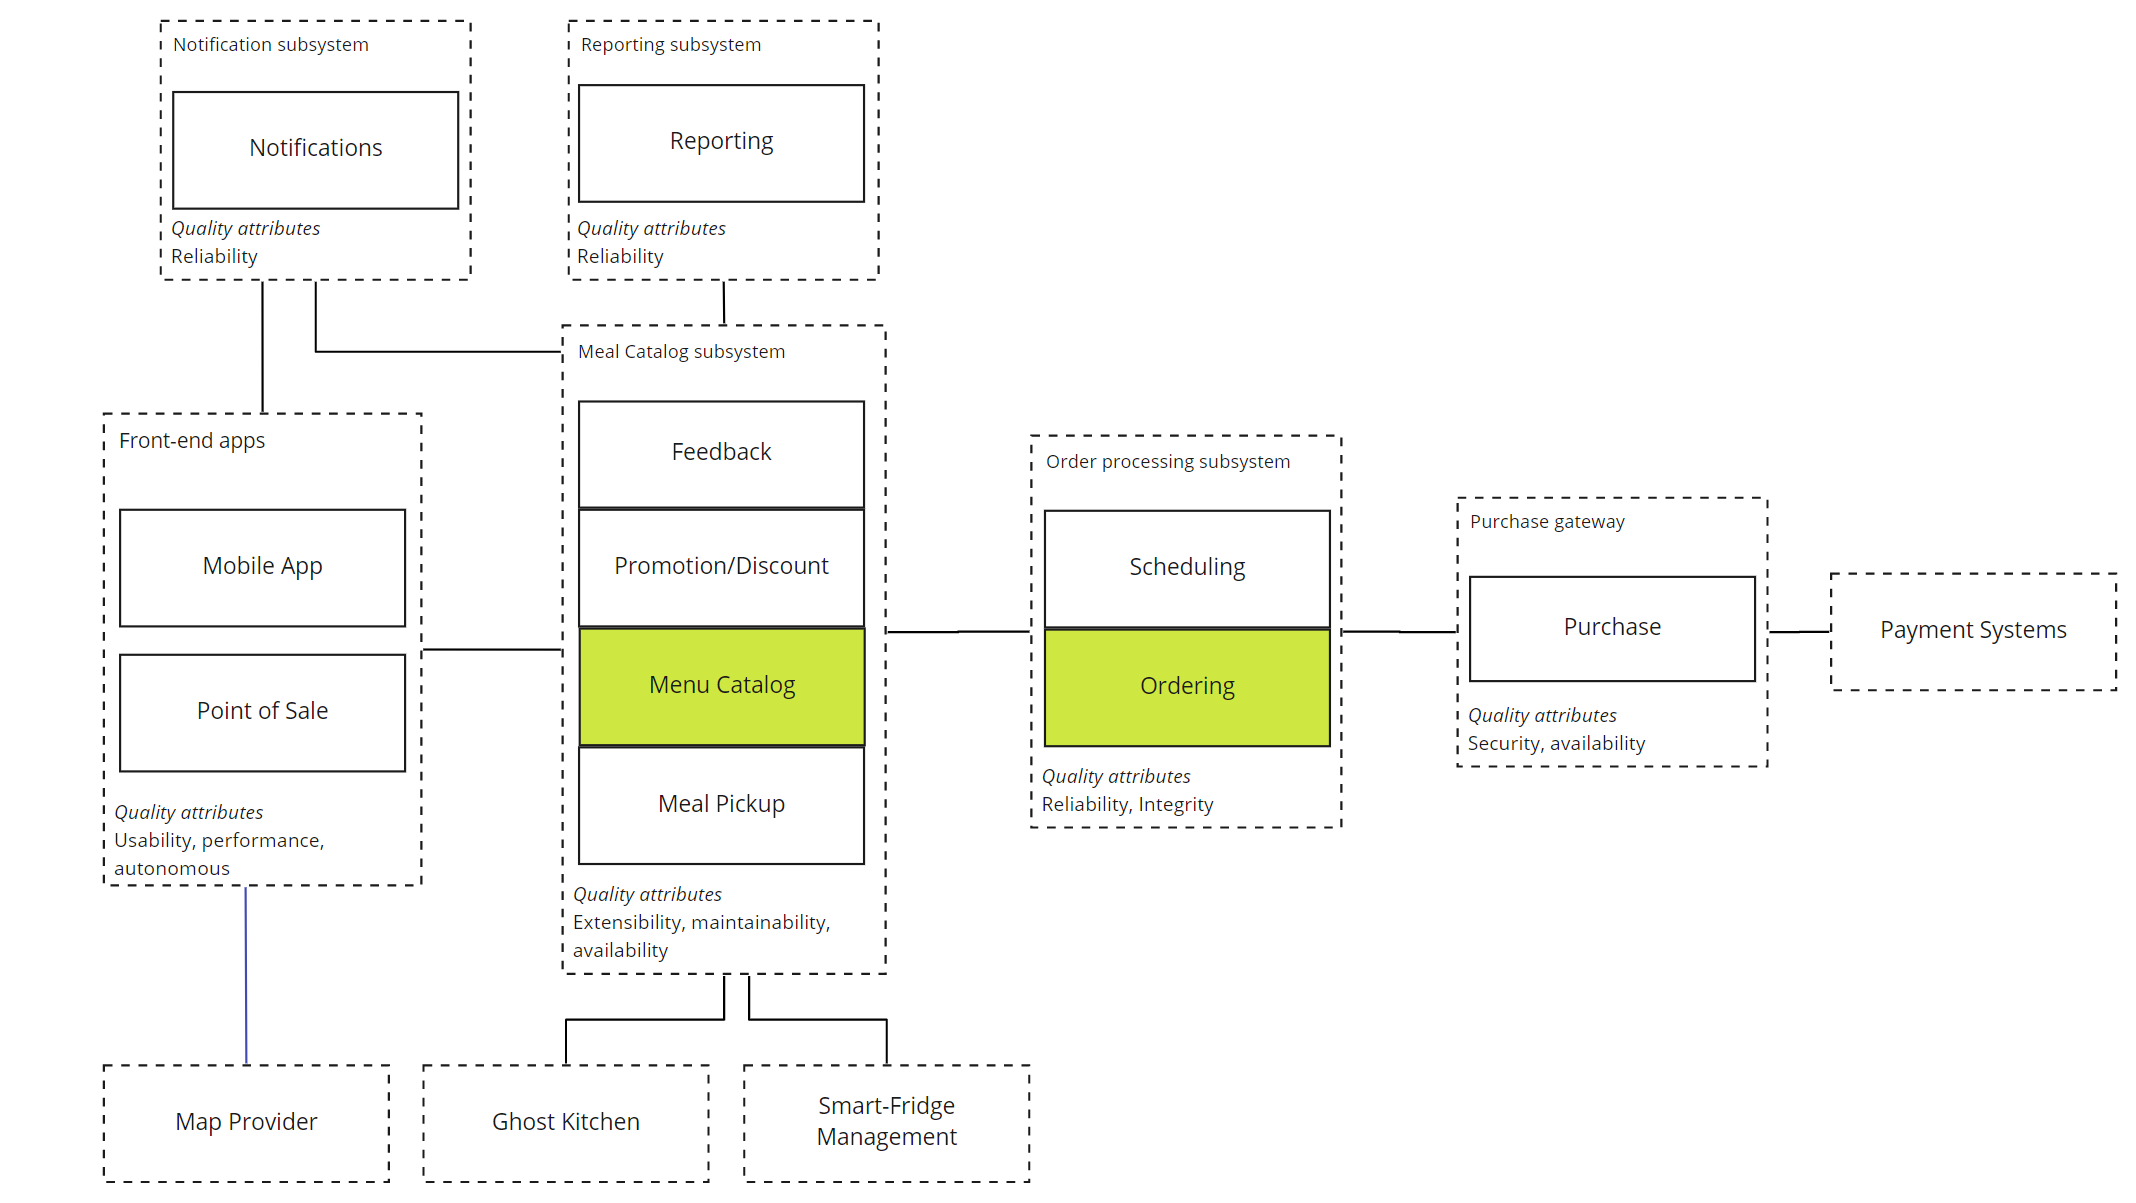 Notification subsystem
Notifications
Quality attributes
Reliability
Reporting subsystem
Reporting
Quality attributes
Reliability
Front-end apps
Mobile App
Point of Sale
Quality attributes
Usability, performance,
autonomous
Meal Catalog subsystem
Feedback
Promotion/Discount
Menu Catalog
Meal Pickup
Quality attributes
Extensibility, maintainability,
availability
Order processing subsystem
Scheduling
Ordering
Quality attributes
Reliability, Integrity
Purchase gateway
Purchase
Quality attributes
Security, availability
Payment Systems
Map Provider
Ghost Kitchen
Smart-Fridge
Management